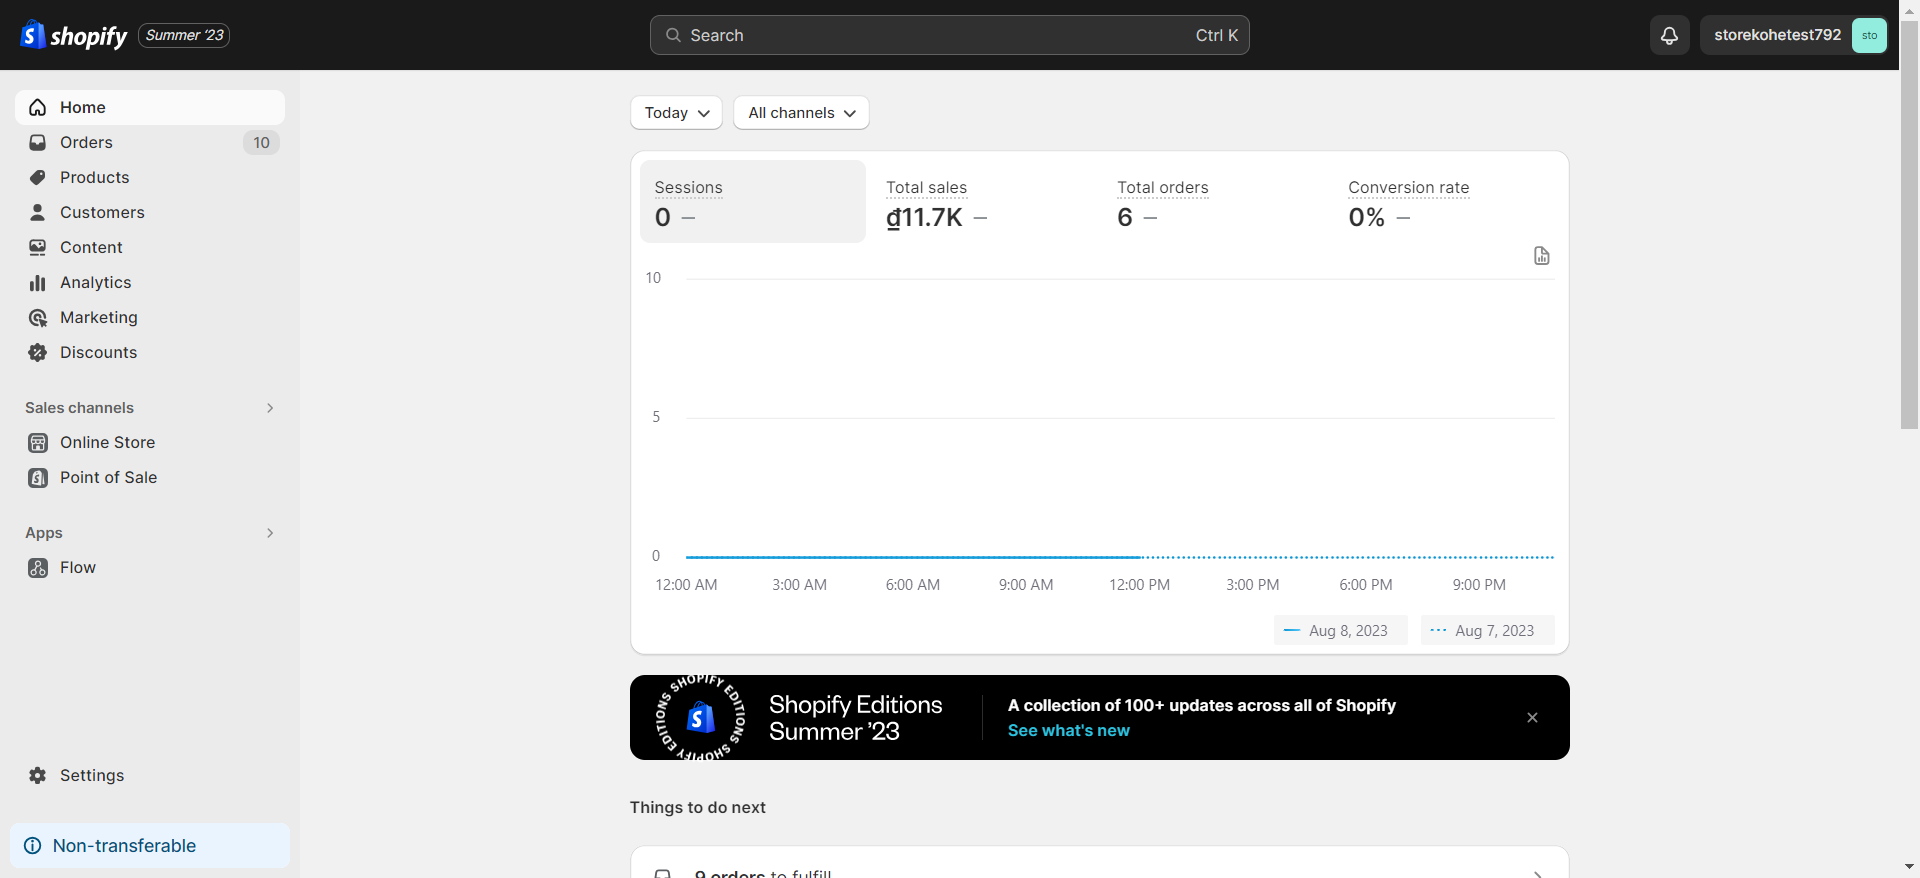 shopify Summer '23
Search Ctrl K
storekohetest792 sto
Home
Orders 10
Products
Customers
Content
Analytics
Marketing
Discounts
Sales channels
Online Store
Point of Sale
Apps
Flow
Settings
Non-transferable
Today All channels
Sessions Total sales Total orders Conversion rate
0 – ₫11.7K – 6 – 0% –
10
5
0
12:00 AM 3:00 AM 6:00 AM 9:00 AM 12:00 PM 3:00 PM 6:00 PM 9:00 PM
Aug 8, 2023 Aug 7, 2023
SHOPIFY EDITIONS SHOPIFY EDITIONS
Shopify Editions
Summer '23
A collection of 100+ updates across all of Shopify
See what's new
Things to do next
9 orders to fulfill